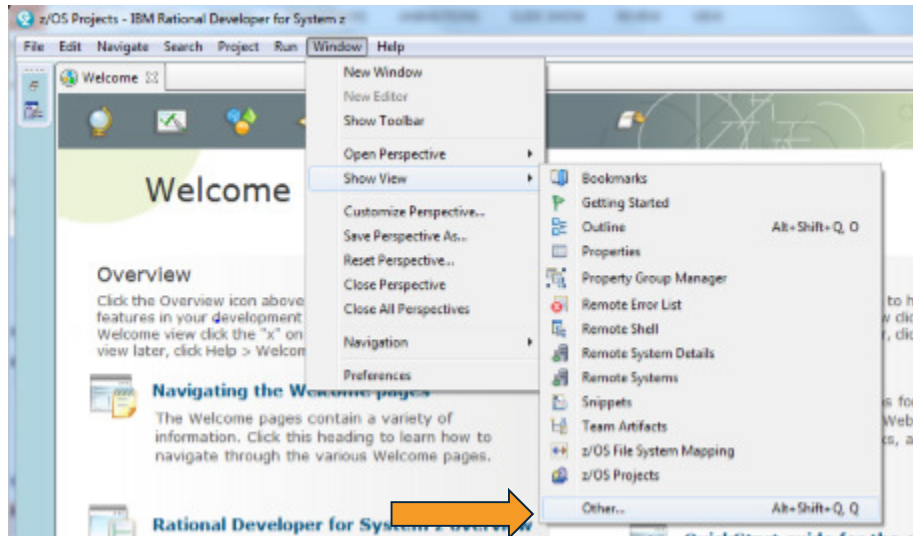 z/OS Projects - IBM Rational Developer for System z
File Edit Navigate Search Project Run Window Help
Welcome
New Window
New Editor
Show Toolbar
Open Perspective
Show View
Customize Perspective...
Save Perspective As...
Reset Perspective...
Close Perspective
Close All Perspectives
Navigation
Preferences
Bookmarks
Getting Started
Outline Alt+Shift+Q, O
Properties
Property Group Manager
Remote Error List
Remote Shell
Remote System Details
Remote Systems
Snippets
Team Artifacts
z/OS File System Mapping
z/OS Projects
Other... Alt+Shift+Q, Q
Welcome
Overview
Click the Overview icon above
features in your development
Welcome view click the "x" on
view later, click Help > Welcom
Navigating the Welcome pages
The Welcome pages contain a variety of
information. Click this heading to learn how to
navigate through the various Welcome pages.
Rational Developer for System z overview